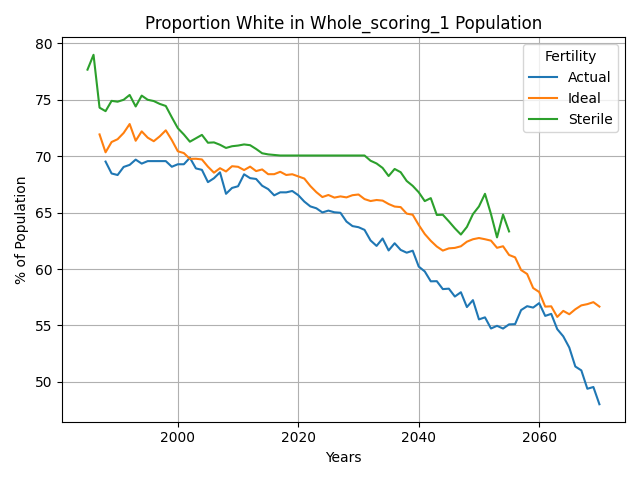 Proportion White in Whole_scoring_1 Population
Fertility
Actual
Ideal
Sterile
% of Population
80
75
70
65
60
55
50
2000
2020
2040
2060
Years